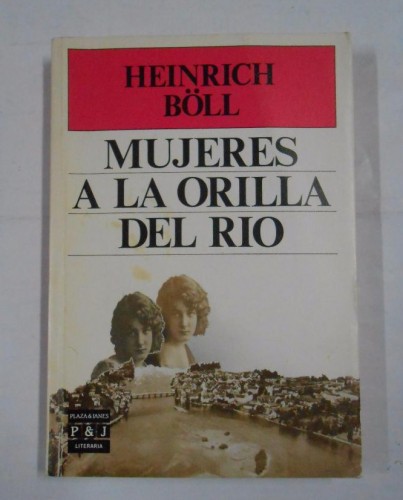 HEINRICH
BÖLL
MUJERES
A LA ORILLA
DEL RIO
PLAZA & JANES
P & J
LITERARIA